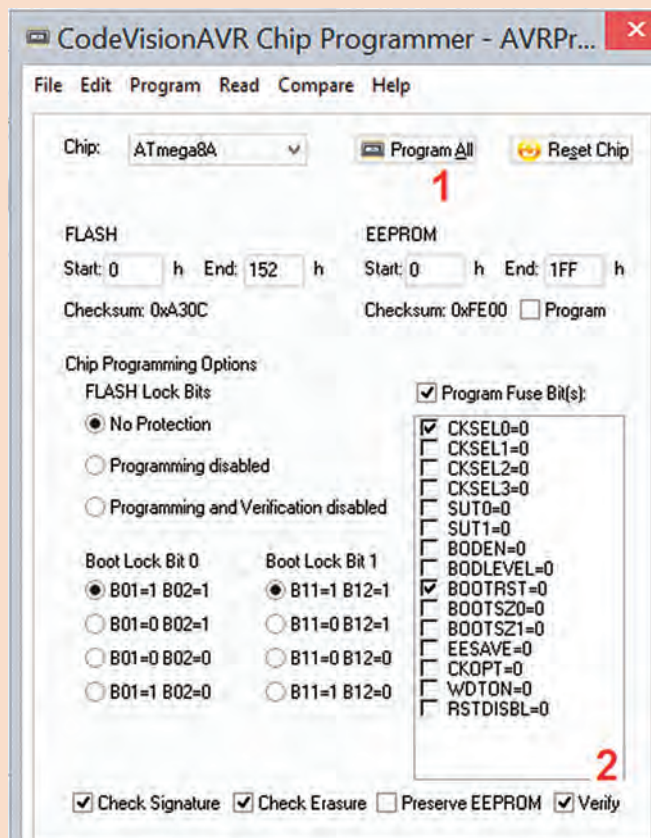 CodeVisionAVR Chip Programmer - AVRPr...
File Edit Program Read Compare Help
Chip: ATmega8A Program All Reset Chip
1
FLASH EEPROM
Start: 0 h End: 152 h Start: 0 h End: 1FF h
Checksum: 0xA30C Checksum: 0xFE00 Program
Chip Programming Options
FLASH Lock Bits Program Fuse Bit(s):
No Protection
Programming disabled
Programming and Verification disabled
CKSEL0=0
CKSEL1=0
CKSEL2=0
CKSEL3=0
SUT0=0
SUT1=0
BODEN=0
BODLEVEL=0
BOOTRST=0
BOOTSZ0=0
BOOTSZ1=0
EESAVE=0
CKOPT=0
WDTON=0
RSTDISBL=0
Boot Lock Bit 0 Boot Lock Bit 1
B01=1 B02=1 B11=1 B12=1
B01=0 B02=1 B11=0 B12=1
B01=0 B02=0 B11=0 B12=0
B01=1 B02=0 B11=1 B12=0
2
Check Signature Check Erasure Preserve EEPROM Verify